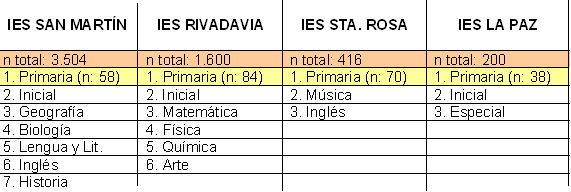 IES SAN MARTÍN IES RIVADAVIA IES STA. ROSA IES LA PAZ
n total: 3.504 n total: 1.600 n total: 416 n total: 200
1. Primaria (n: 58) 1. Primaria (n: 84) 1. Primaria (n: 70) 1. Primaria (n: 38)
2. Inicial 2. Inicial 2. Música 2. Inicial
3. Geografía 3. Matemática 3. Inglés 3. Especial
4. Biología 4. Física
5. Lengua y Lit. 5. Química
6. Inglés 6. Arte
7. Historia